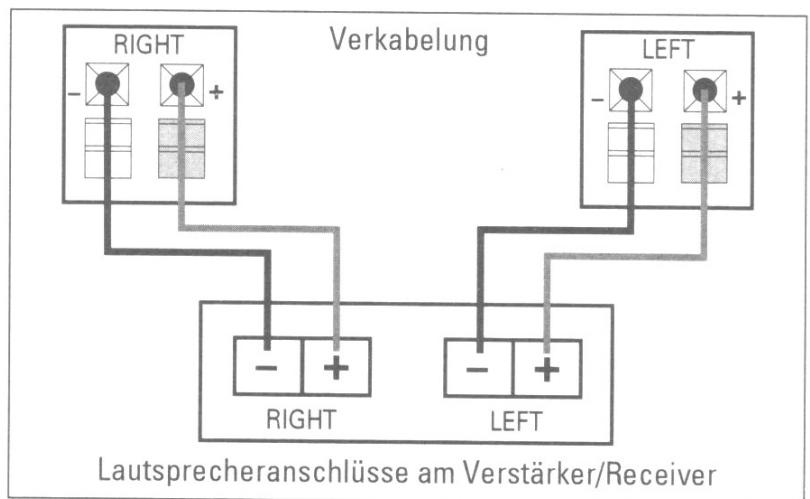 Verkabelung
RIGHT
LEFT
- +
- +
- +
- +
RIGHT
LEFT
Lautsprecheranschlüsse am Verstärker/Receiver